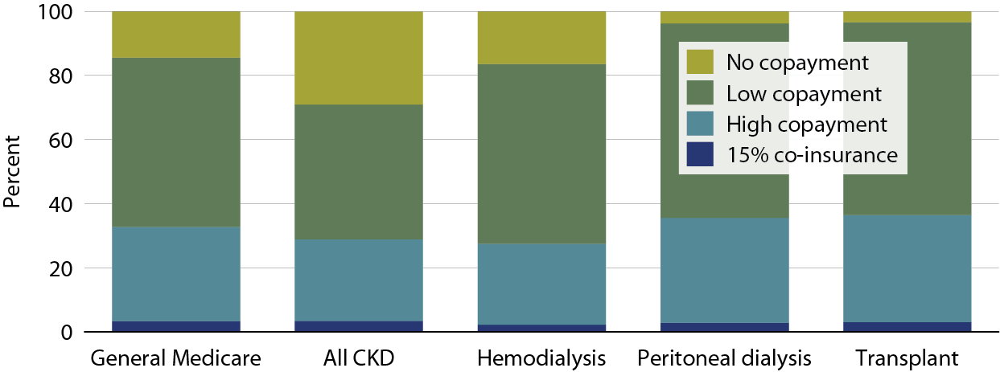 100
80
60
40
20
0
Percent
No copayment
Low copayment
High copayment
15% co-insurance
General Medicare
All CKD
Hemodialysis
Peritoneal dialysis
Transplant